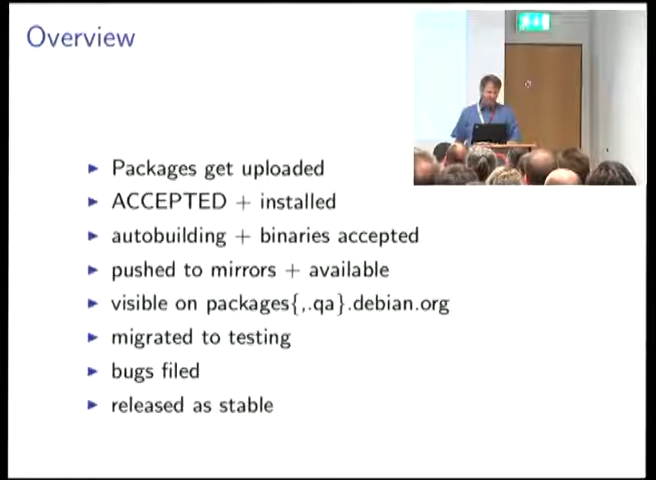 Overview
Packages get uploaded
ACCEPTED + installed
autobuilding + binaries accepted
pushed to mirrors + available
visible on packages{,.qa}.debian.org
migrated to testing
bugs filed
released as stable